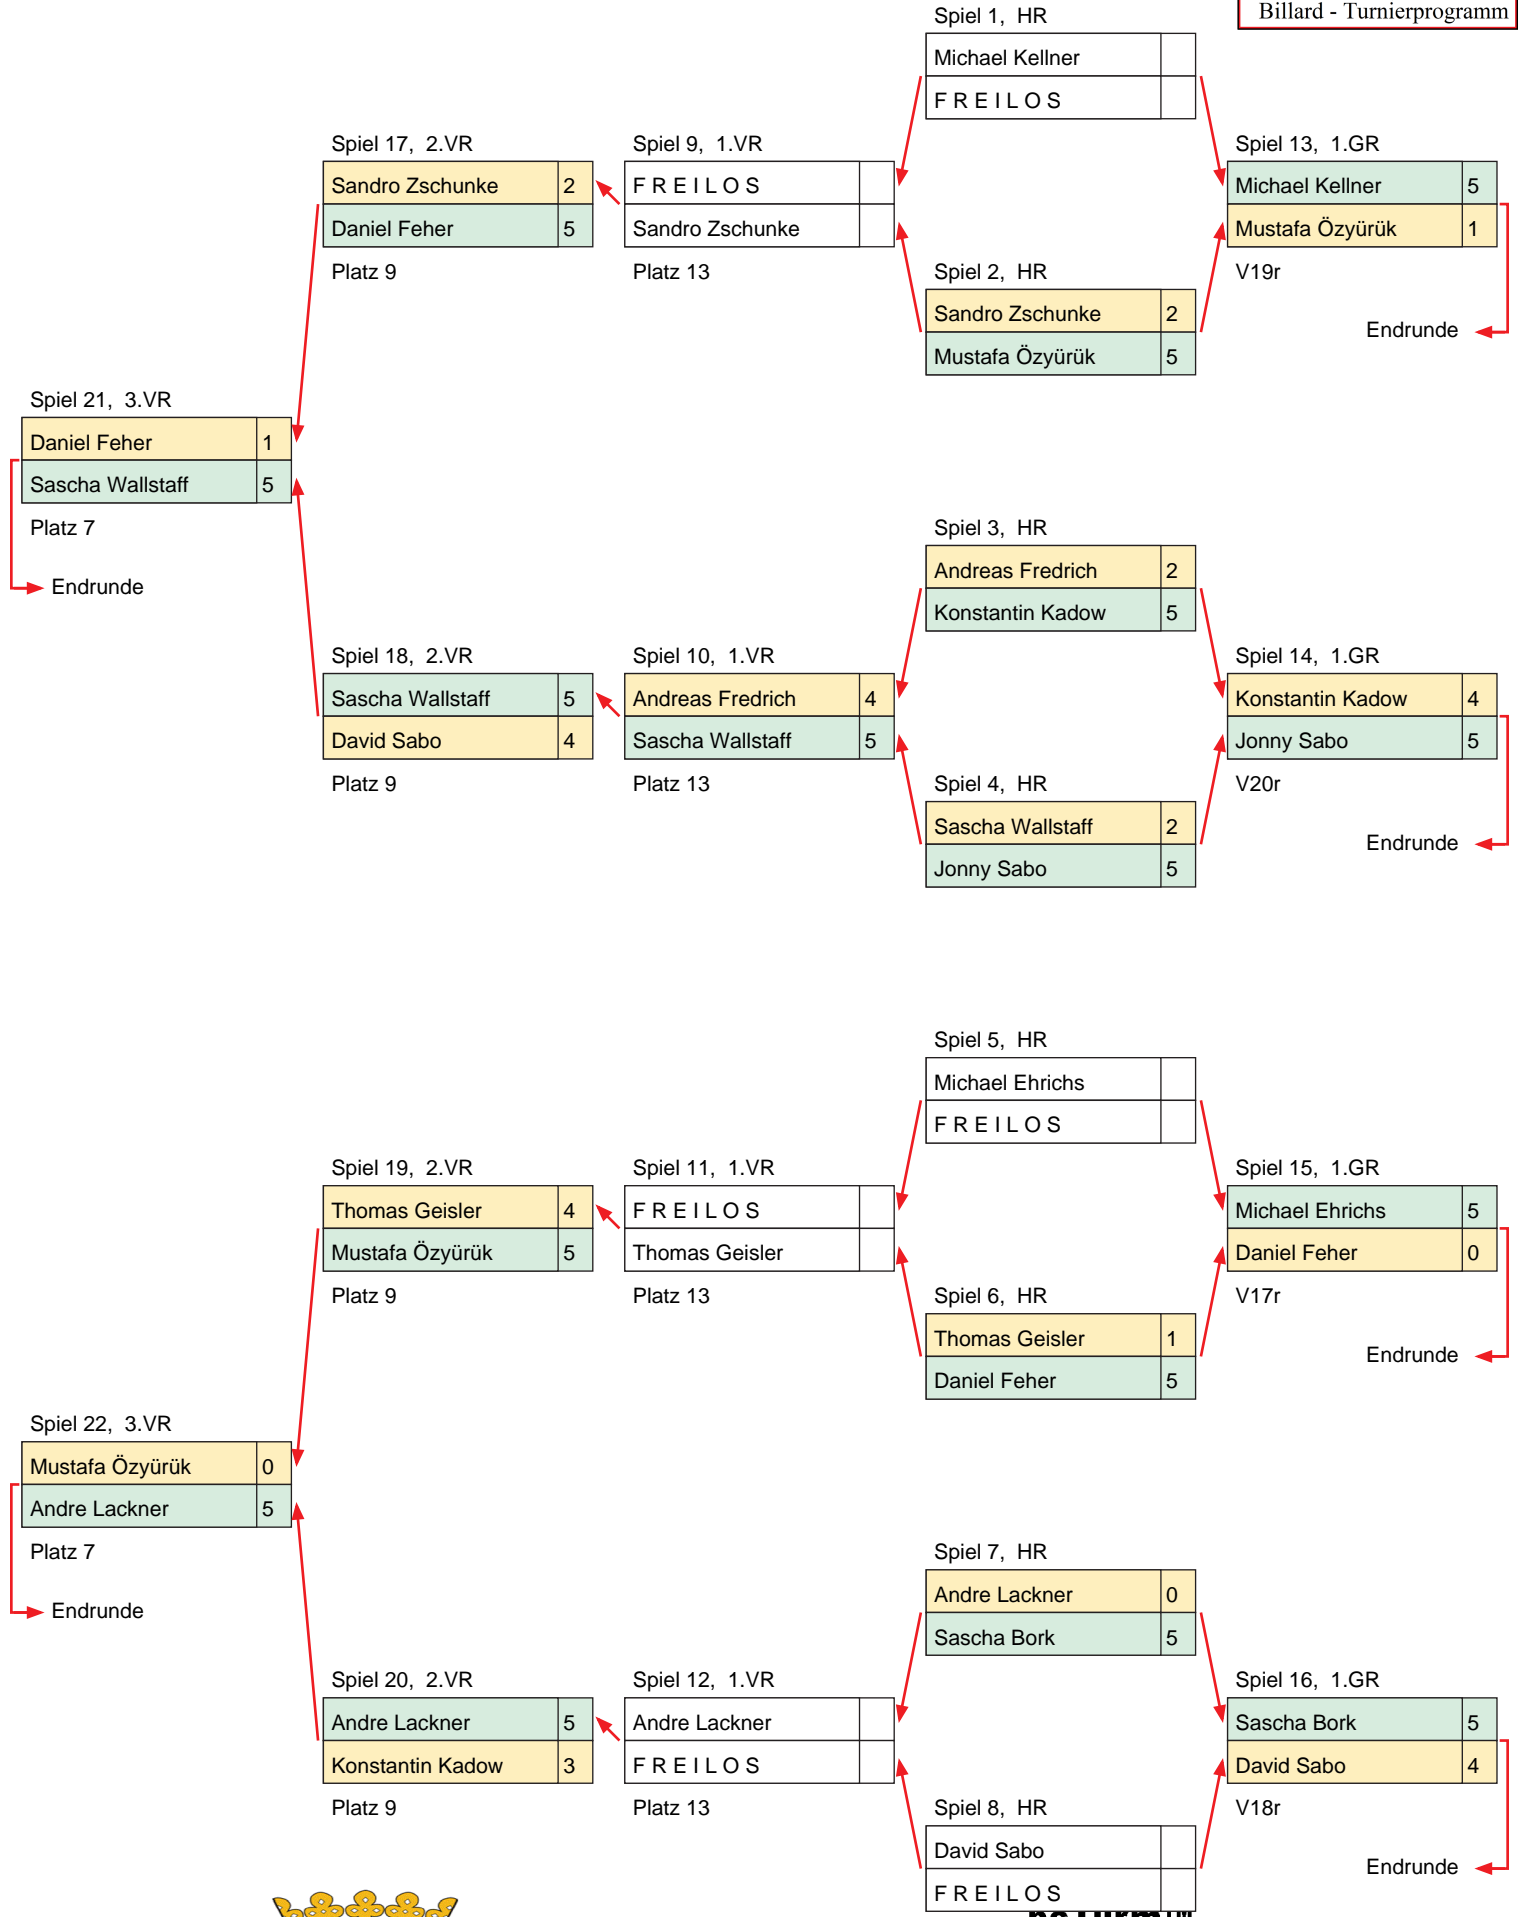 Billard - Turnierprogramm
Spiel 1, HR
Michael Kellner
F R E I L O S
Spiel 17, 2.VR
Sandro Zschunke 2
Daniel Feher 5
Platz 9
Spiel 9, 1.VR
F R E I L O S
Sandro Zschunke
Platz 13
Spiel 13, 1.GR
Michael Kellner 5
Mustafa Özyürük 1
V19r
Spiel 2, HR
Sandro Zschunke 2
Mustafa Özyürük 5
Endrunde
Spiel 21, 3.VR
Daniel Feher 1
Sascha Wallstaff 5
Platz 7
Endrunde
Spiel 3, HR
Andreas Fredrich 2
Konstantin Kadow 5
Spiel 18, 2.VR
Sascha Wallstaff 5
David Sabo 4
Platz 9
Spiel 10, 1.VR
Andreas Fredrich 4
Sascha Wallstaff 5
Platz 13
Spiel 14, 1.GR
Konstantin Kadow 4
Jonny Sabo 5
V20r
Spiel 4, HR
Sascha Wallstaff 2
Jonny Sabo 5
Endrunde
Spiel 5, HR
Michael Ehrichs
F R E I L O S
Spiel 19, 2.VR
Thomas Geisler 4
Mustafa Özyürük 5
Platz 9
Spiel 11, 1.VR
F R E I L O S
Thomas Geisler
Platz 13
Spiel 15, 1.GR
Michael Ehrichs 5
Daniel Feher 0
V17r
Spiel 6, HR
Thomas Geisler 1
Daniel Feher 5
Endrunde
Spiel 22, 3.VR
Mustafa Özyürük 0
Andre Lackner 5
Platz 7
Endrunde
Spiel 7, HR
Andre Lackner 0
Sascha Bork 5
Spiel 20, 2.VR
Andre Lackner 5
Konstantin Kadow 3
Platz 9
Spiel 12, 1.VR
Andre Lackner
F R E I L O S
Platz 13
Spiel 16, 1.GR
Sascha Bork 5
David Sabo 4
V18r
Spiel 8, HR
David Sabo
F R E I L O S
Endrunde